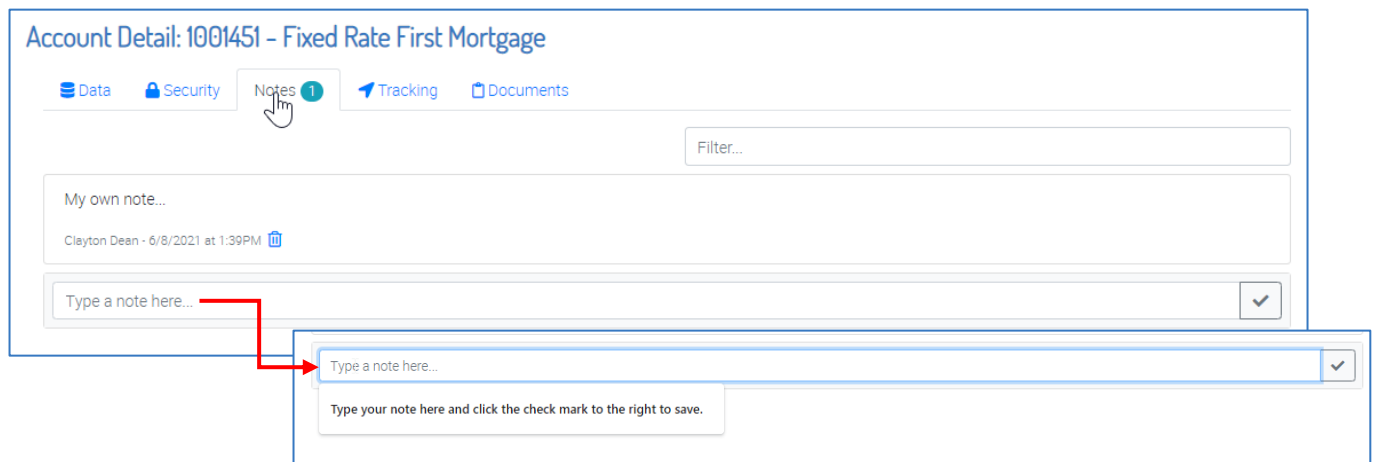 Account Detail: 1001451 - Fixed Rate First Mortgage
Data Security Notes 1 Tracking Documents
Filter...
My own note...
Clayton Dean - 6/8/2021 at 1:39PM
Type a note here...
Type a note here...
Type your note here and click the check mark to the right to save.